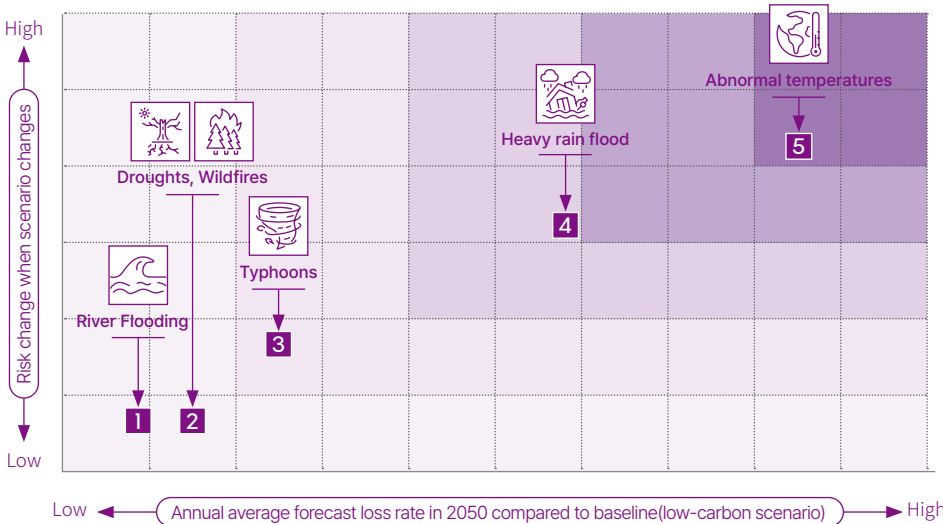 High
Risk change when scenario changes
Low
Abnormal temperatures
5
Heavy rain flood
4
Droughts, Wildfires
2
Typhoons
3
River Flooding
1
Low
Annual average forecast loss rate in 2050 compared to baseline(low-carbon scenario)
High